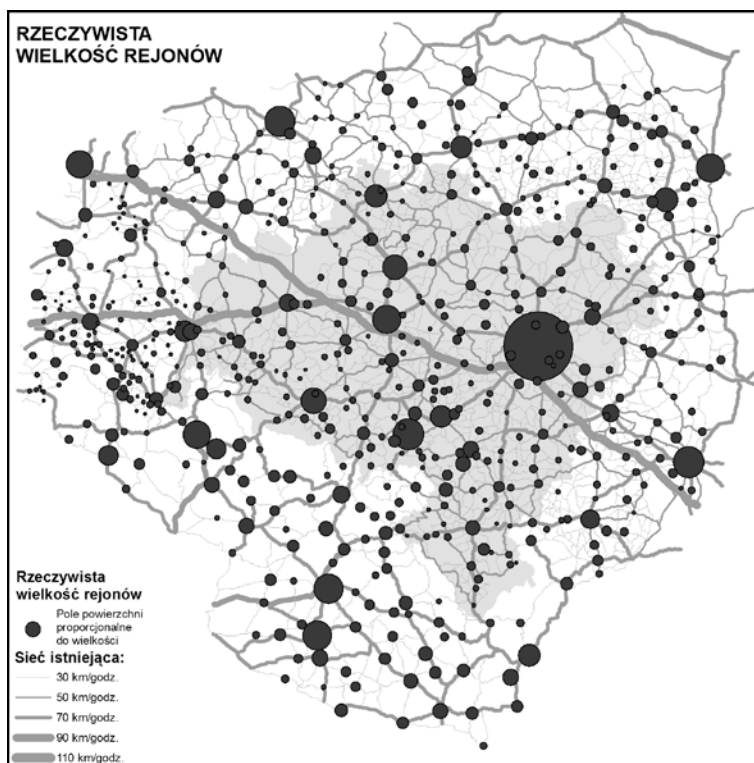 RZECZYWISTA
WIELKOŚĆ REJONÓW
Rzeczywista
wielkość rejonów
Pole powierzchni
proporcjonalne
do wielkości
Sieć istniejąca:
30 km/godz.
50 km/godz.
70 km/godz.
90 km/godz.
110 km/godz.